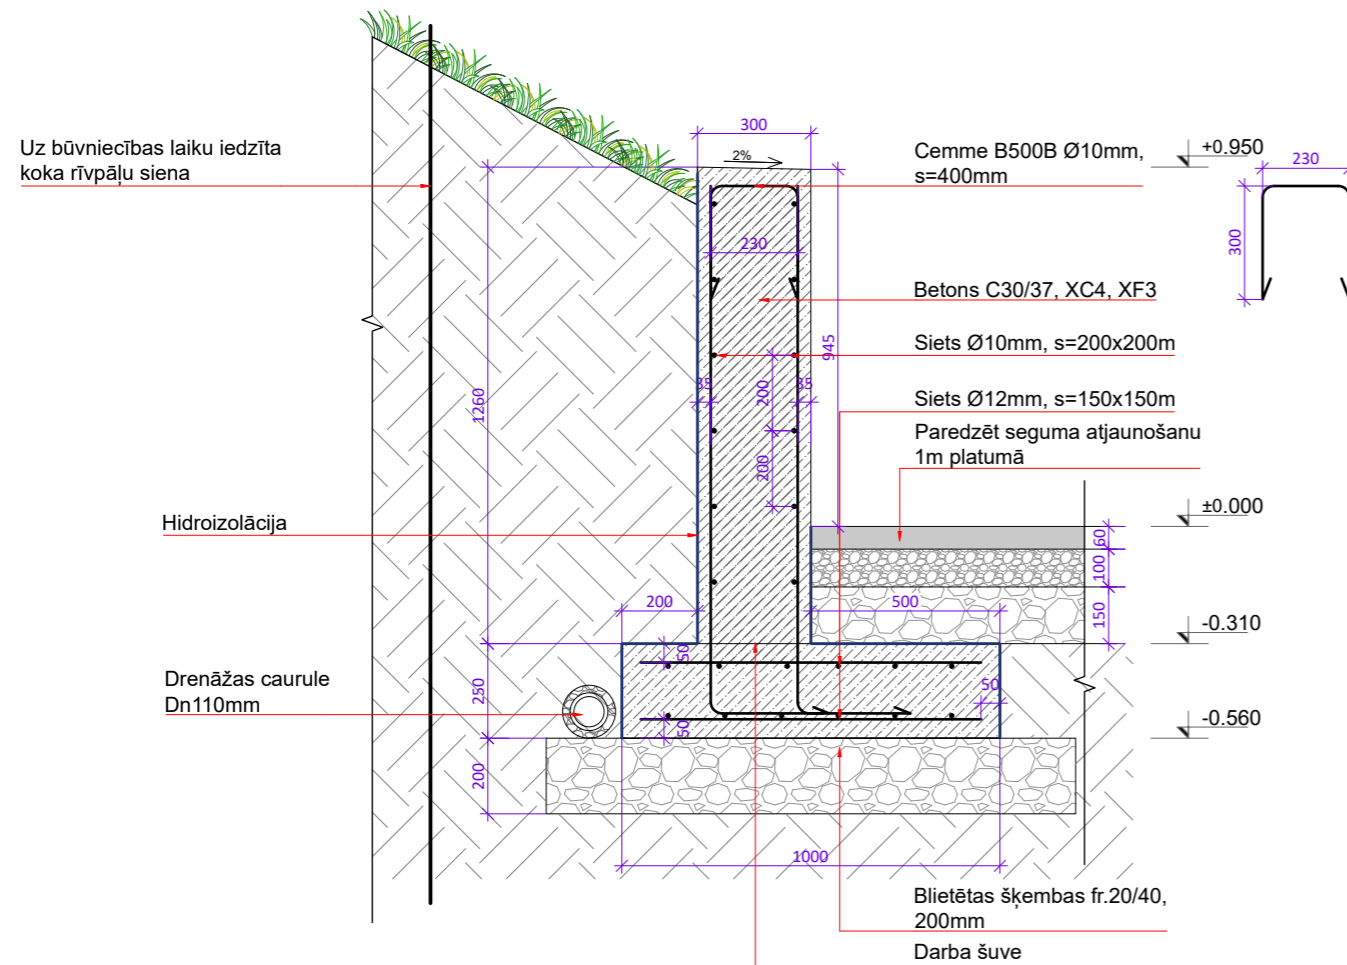 300
2%
Cemme B500B Ø10mm,
s=400mm
+0.950
230
300
Uz būvniecības laiku iedzīta
koka rīvpāļu siena
230
Betons C30/37, XC4, XF3
945
Siets Ø10mm, s=200x200m
35
35
200
1260
Siets Ø12mm, s=150x150m
Paredzēt seguma atjaunošanu
1m platumā
200
Hidroizolācija
±0.000
60
100
150
200
500
-0.310
50
Drenāžas caurule
Dn110mm
250
50
50
-0.560
200
1000
Blietētas šķembas fr.20/40,
200mm
Darba šuve